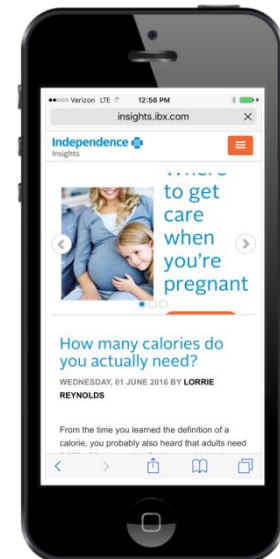 Verizon LTE 12:56 PM
insights.ibx.com
Independence
Insights
to get
care
when
you're
pregnant
How many calories do
you actually need?
WEDNESDAY, 01 JUNE 2016 BY LORRIE
REYNOLDS
From the time you learned the definition of a
calorie, you probably also heard that adults need